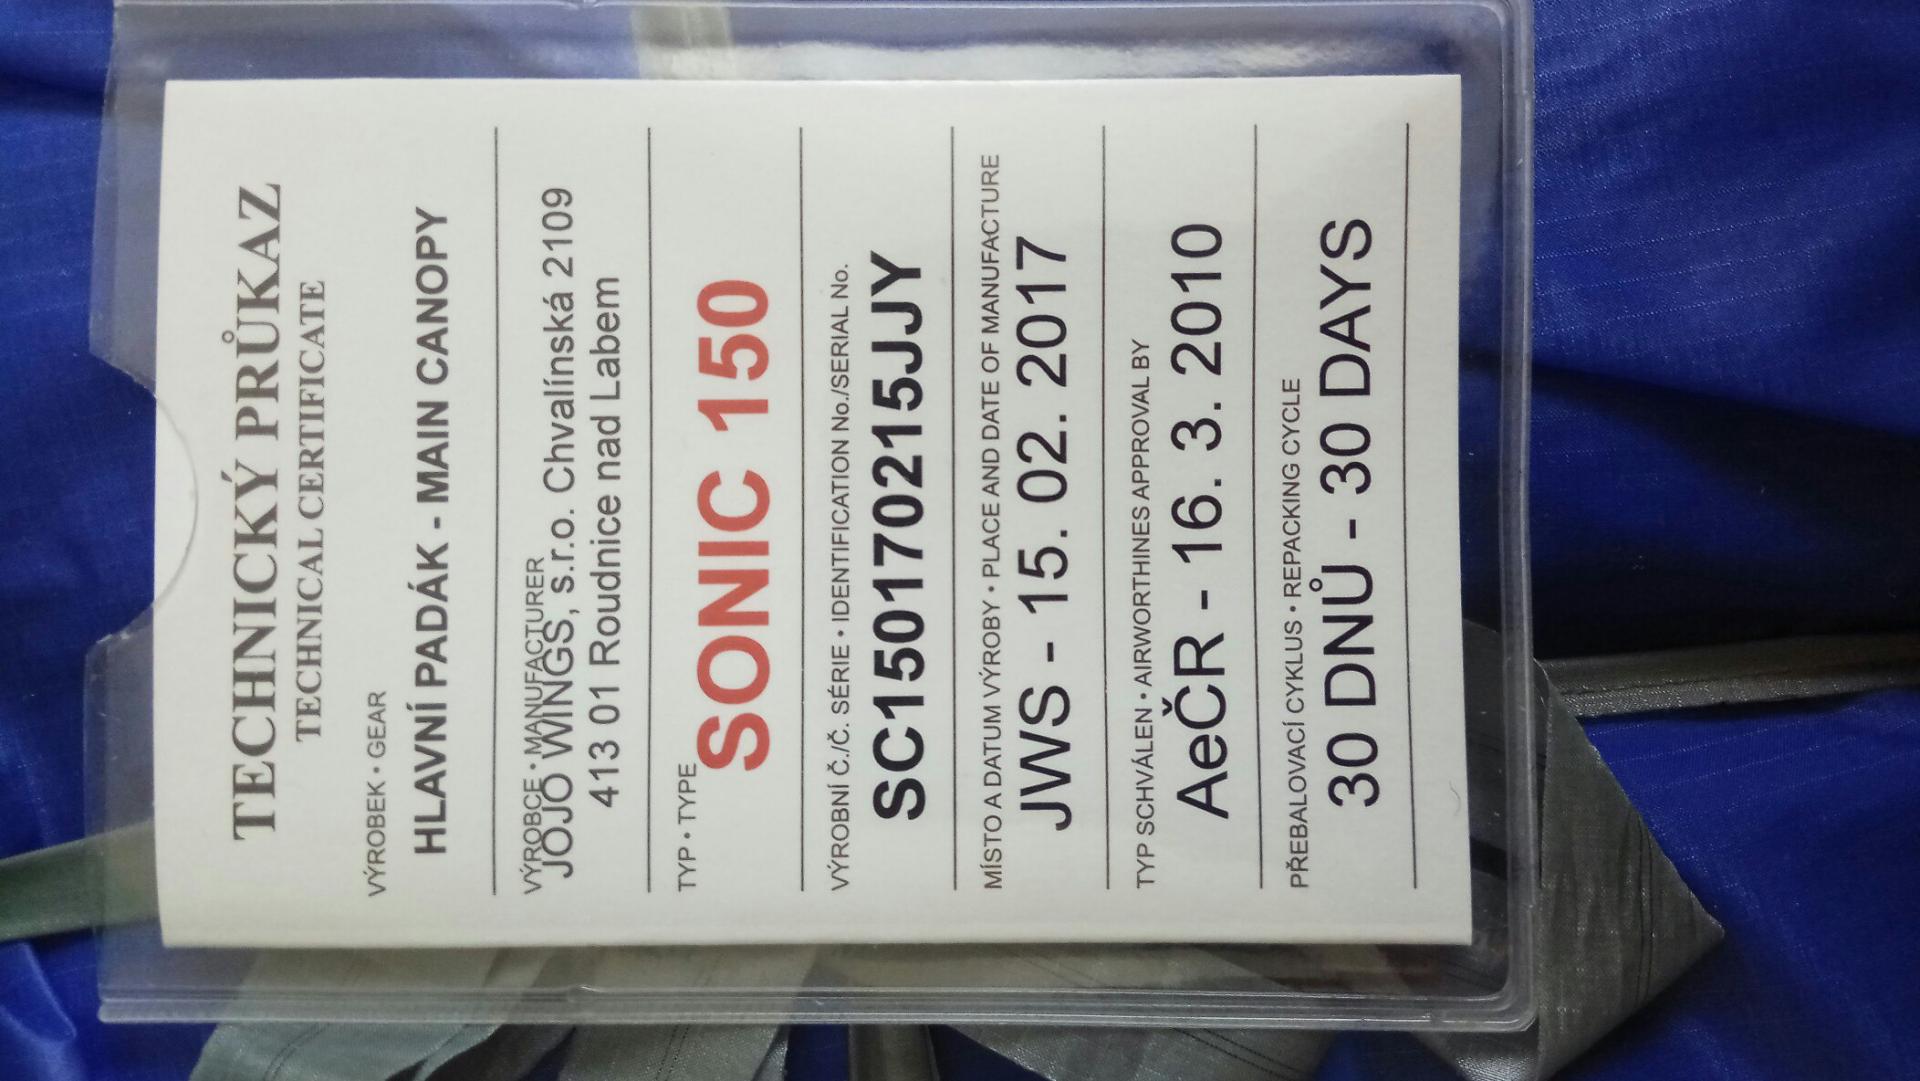 TECHNICKÝ PRŮKAZ
TECHNICAL CERTIFICATE
VÝROBEK • GEAR
HLAVNÍ PADÁK - MAIN CANOPY
VÝROBCE • MANUFACTURER
JOJO WINGS, s.r.o. Chvalínská 2109
413 01 Roudnice nad Labem
TYP • TYPE
SONIC 150
VÝROBNÍ Č./Č. SÉRIE • IDENTIFICATION No./SERIAL No.
SC150170215JJY
MÍSTO A DATUM VÝROBY • PLACE AND DATE OF MANUFACTURE
JWS - 15. 02. 2017
TYP SCHVÁLEN • AIRWORTHINES APPROVAL BY
AeČR - 16. 3. 2010
PŘEBALOVACÍ CYKLUS • REPACKING CYCLE
30 DNŮ - 30 DAYS